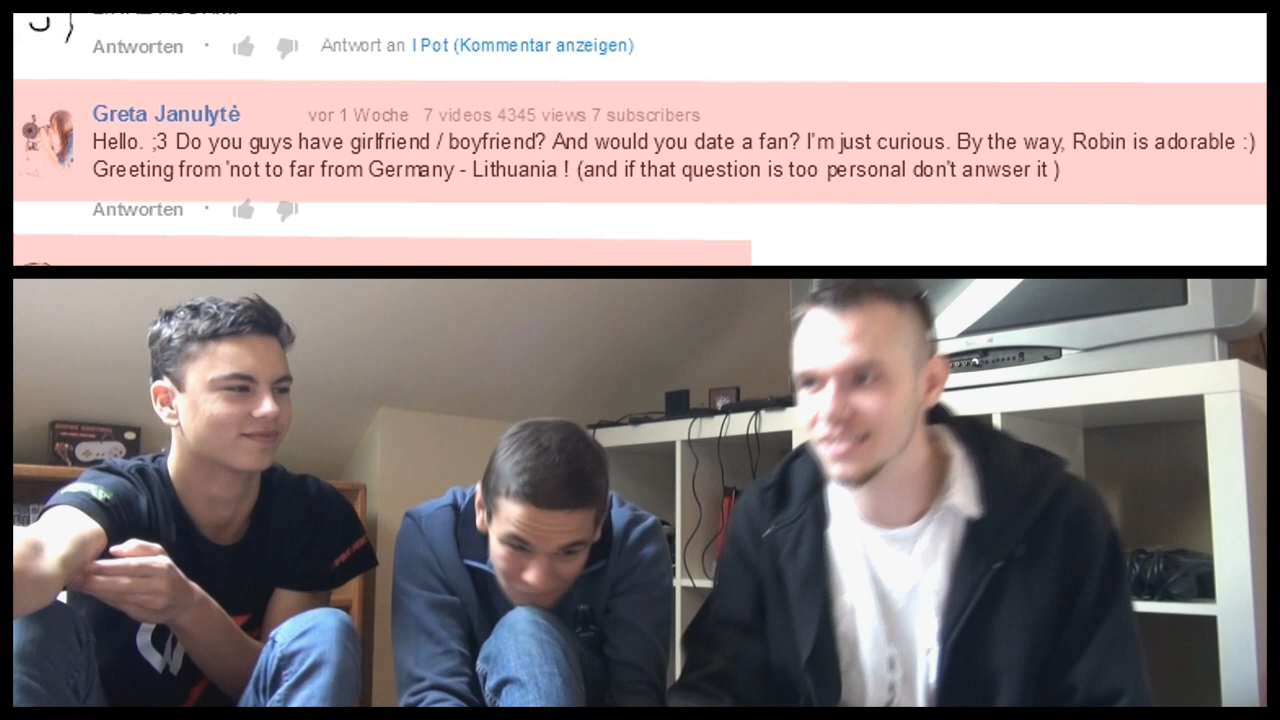 Antworten · Antwort an I Pot (Kommentar anzeigen)
Greta Janulytė vor 1 Woche 7 videos 4345 views 7 subscribers
Hello. ;3 Do you guys have girlfriend / boyfriend? And would you date a fan? I'm just curious. By the way, Robin is adorable :)
Greeting from 'not to far from Germany - Lithuania ! (and if that question is too personal don't anwser it )
Antworten ·